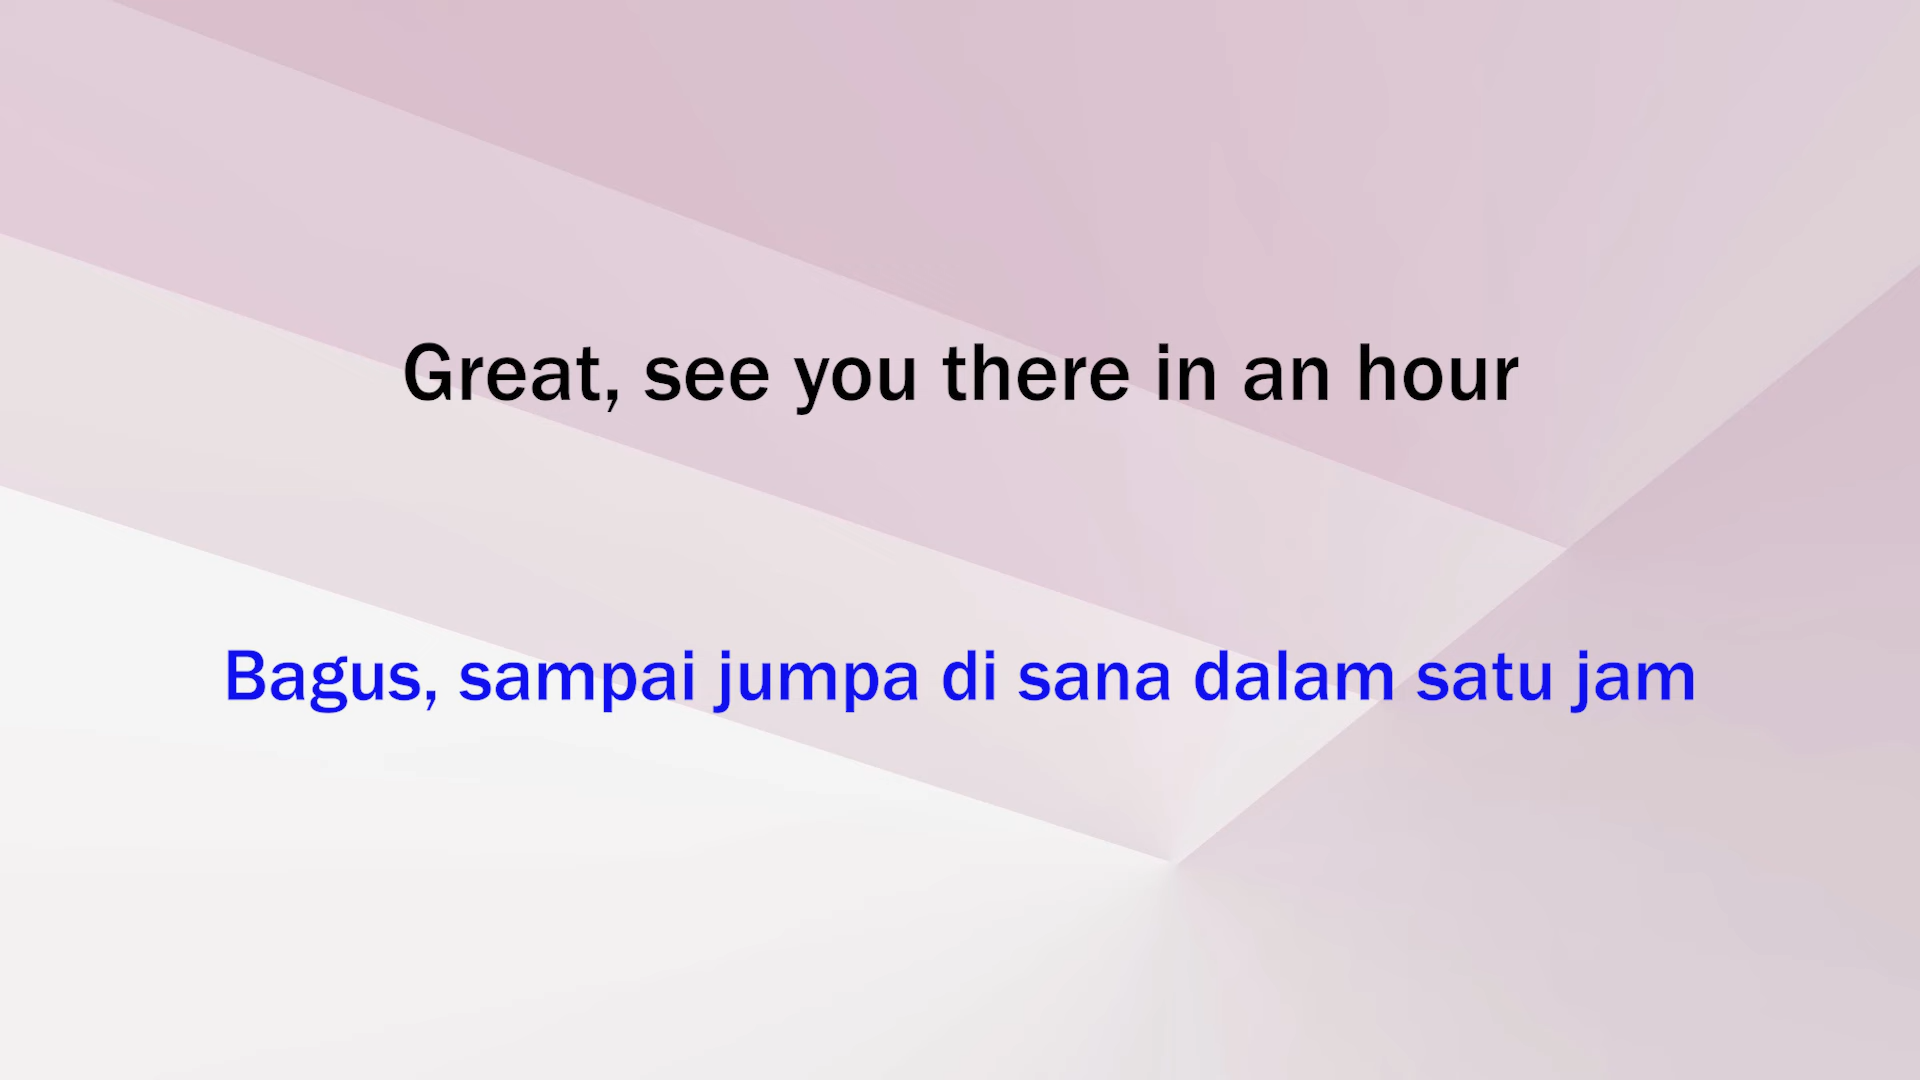 Great, see you there in an hour
Bagus, sampai jumpa di sana dalam satu jam